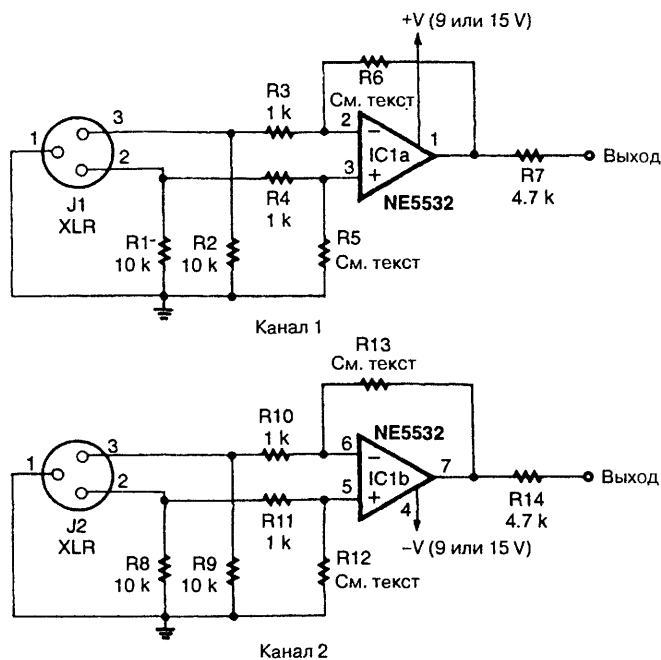 +V (9 или 15 V)
R6
См. текст
R3
1 k
3
1
2
2
1
3
−
+
IC1a
NE5532
R4
1 k
J1
XLR
R7
4.7 k
Выход
R1
10 k
R2
10 k
R5
См. текст
Канал 1
R13
См. текст
R10
1 k
NE5532
3
1
2
6
7
5
−
+
IC1b
4
R11
1 k
J2
XLR
R14
4.7 k
Выход
−V (9 или 15 V)
R8
10 k
R9
10 k
R12
См. текст
Канал 2